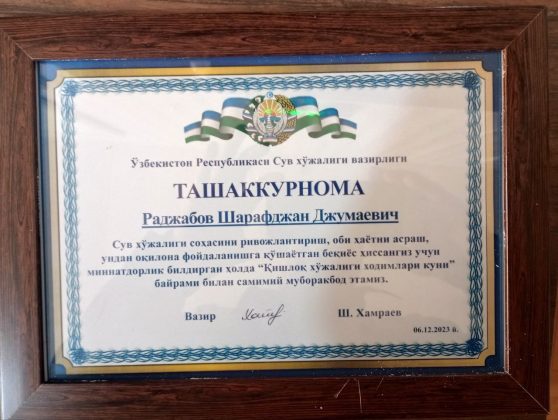 Ўзбекистон Республикаси Сув хўжалиги вазирлиги
ТАШАККУРНОМА
Раджабов Шарафджан Джумаевич
Сув хўжалиги соҳасини ривожлантириш, оби ҳаётни асраш,
ундан оқилона фойдаланишга қўшаётган беқиёс ҳиссангиз учун
миннатдорлик билдирган ҳолда “Қишлоқ хўжалиги ходимлари куни”
байрами билан самимий муборакбод этамиз.
Вазир Ш. Хамраев
06.12.2023 й.